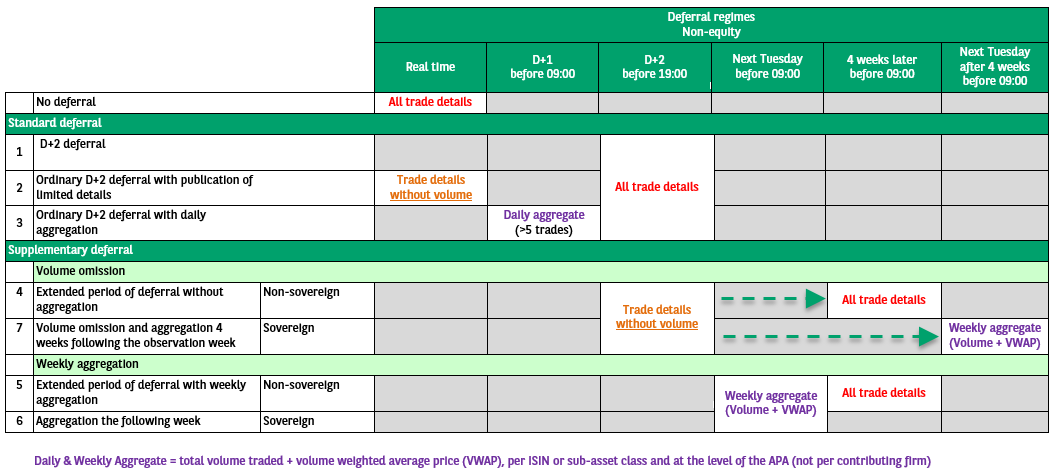 Deferral regimes
Non-equity
Real time
D+1
before 09:00
D+2
before 19:00
Next Tuesday
before 09:00
4 weeks later
before 09:00
Next Tuesday
after 4 weeks
before 09:00
No deferral
All trade details
Standard deferral
1
D+2 deferral
2
Ordinary D+2 deferral with publication of
limited details
Trade details
without volume
All trade details
3
Ordinary D+2 deferral with daily
aggregation
Daily aggregate
(>5 trades)
Supplementary deferral
Volume omission
4
Extended period of deferral without
aggregation
Non-sovereign
Trade details
without volume
All trade details
7
Volume omission and aggregation 4
weeks following the observation week
Sovereign
Weekly aggregate
(Volume + VWAP)
Weekly aggregation
5
Extended period of deferral with weekly
aggregation
Non-sovereign
Weekly aggregate
(Volume + VWAP)
All trade details
6
Aggregation the following week
Sovereign
Daily & Weekly Aggregate = total volume traded + volume weighted average price (VWAP), per ISIN or sub-asset class and at the level of the APA (not per contributing firm)